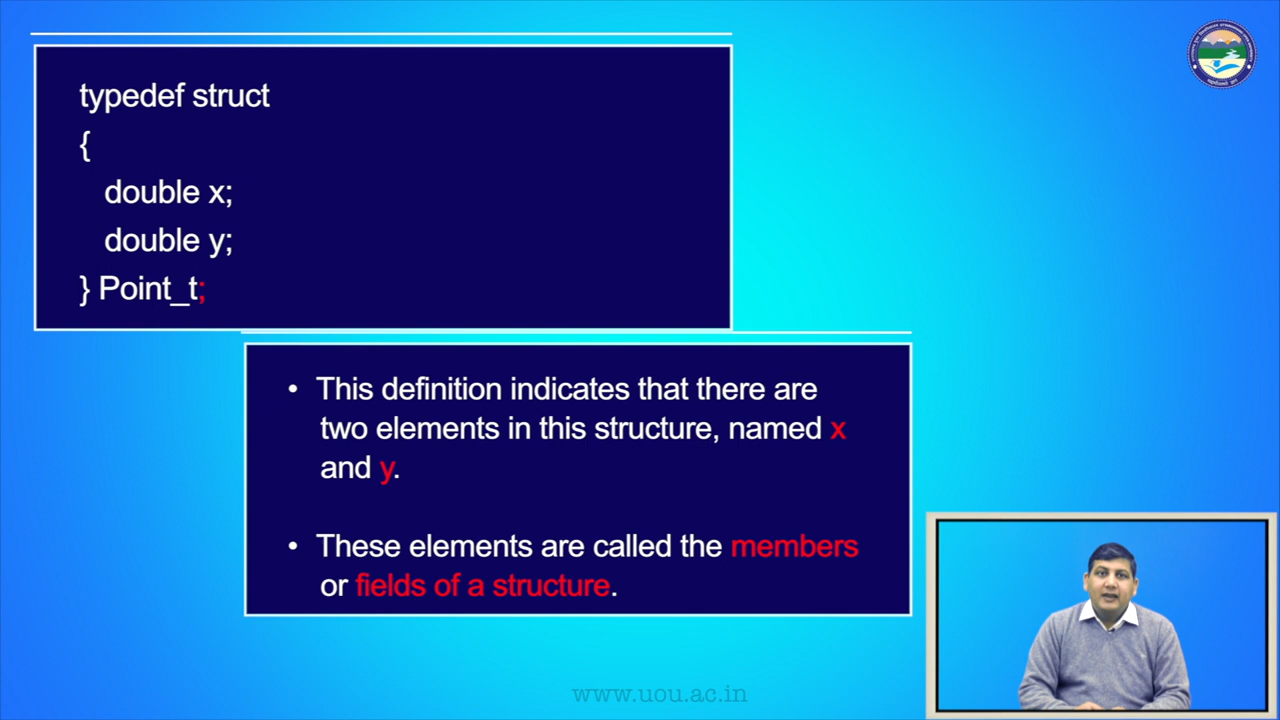 typedef struct
{
double x;
double y;
} Point_t;
• This definition indicates that there are
two elements in this structure, named x
and y.
• These elements are called the members
or fields of a structure.
www.uou.ac.in